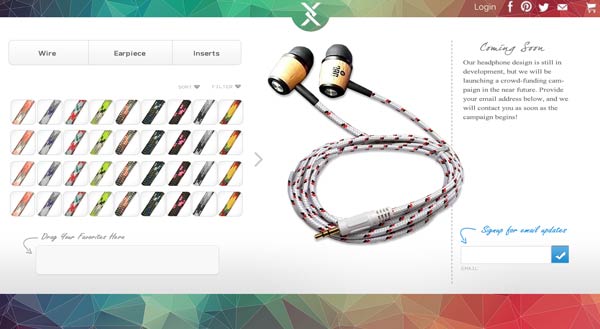 Login
Wire Earpiece Inserts
SORT FILTER
Coming Soon
Our headphone design is still in
development, but we will be
launching a crowd-funding cam-
paign in the near future. Provide
your email address below, and we
will contact you as soon as the
campaign begins!
Drag Your Favorites Here
Signup for email updates
EMAIL